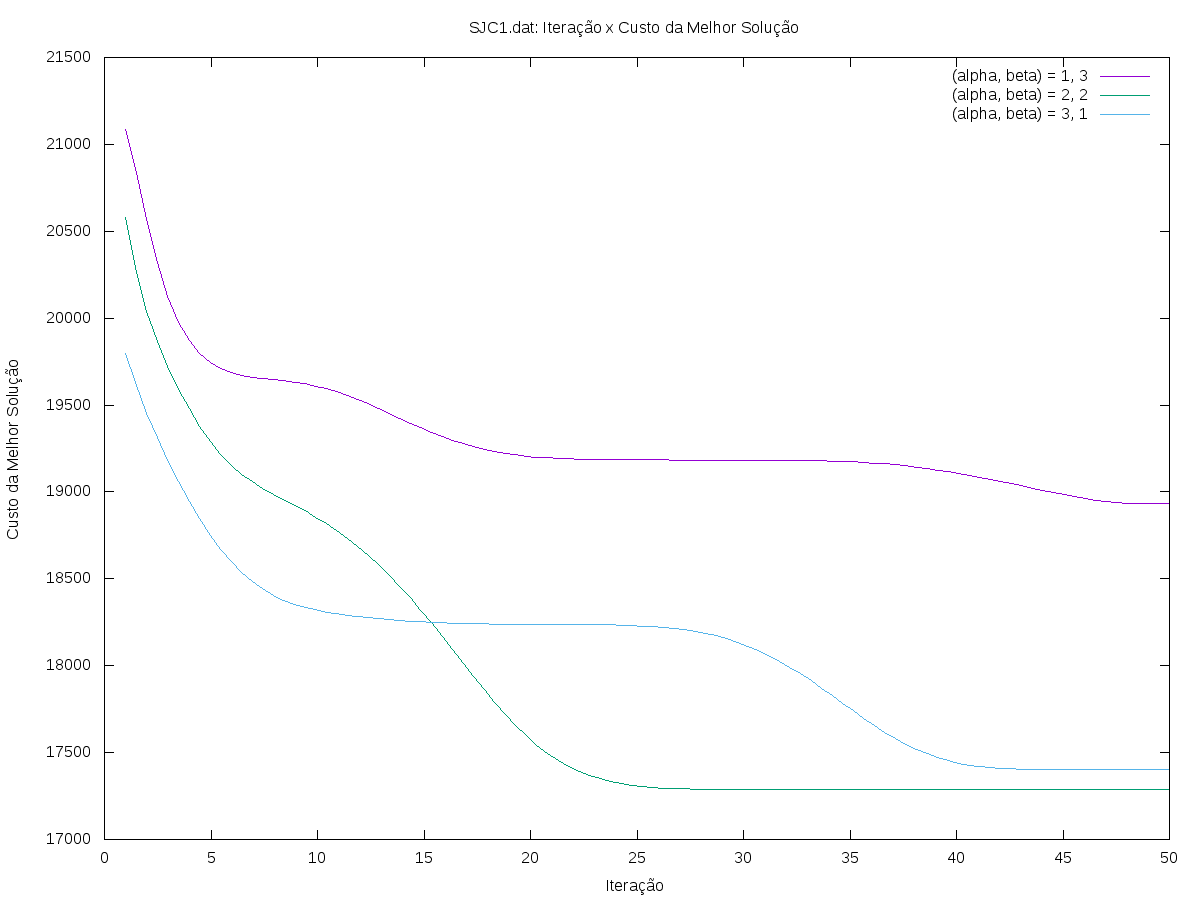 SJC1.dat: Iteração x Custo da Melhor Solução
(alpha, beta) = 1, 3
(alpha, beta) = 2, 2
(alpha, beta) = 3, 1
21500
21000
20500
20000
19500
19000
18500
18000
17500
17000
Custo da Melhor Solução
0 5 10 15 20 25 30 35 40 45 50
Iteração